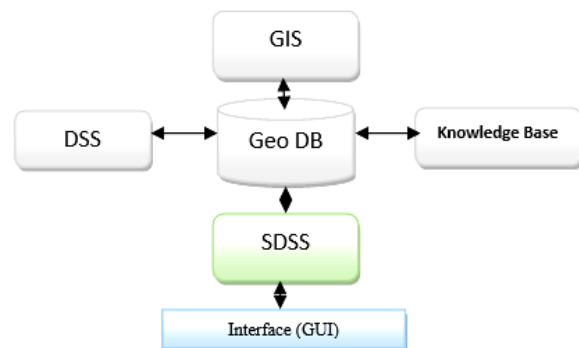 GIS
DSS
Geo DB
Knowledge Base
SDSS
Interface (GUI)